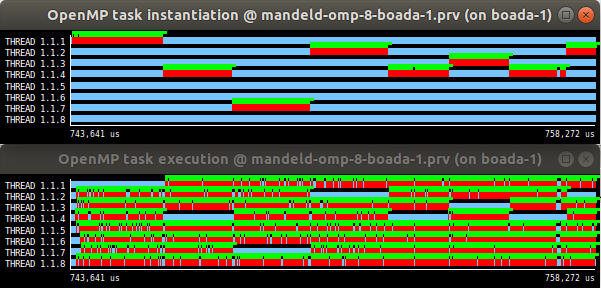 OpenMP task instantiation @ mandeld-omp-8-boada-1.prv (on boada-1)
THREAD 1.1.1
THREAD 1.1.2
THREAD 1.1.3
THREAD 1.1.4
THREAD 1.1.5
THREAD 1.1.6
THREAD 1.1.7
THREAD 1.1.8
743,641 us 758,272 us
OpenMP task execution @ mandeld-omp-8-boada-1.prv (on boada-1)
THREAD 1.1.1
THREAD 1.1.2
THREAD 1.1.3
THREAD 1.1.4
THREAD 1.1.5
THREAD 1.1.6
THREAD 1.1.7
THREAD 1.1.8
743,641 us 758,272 us